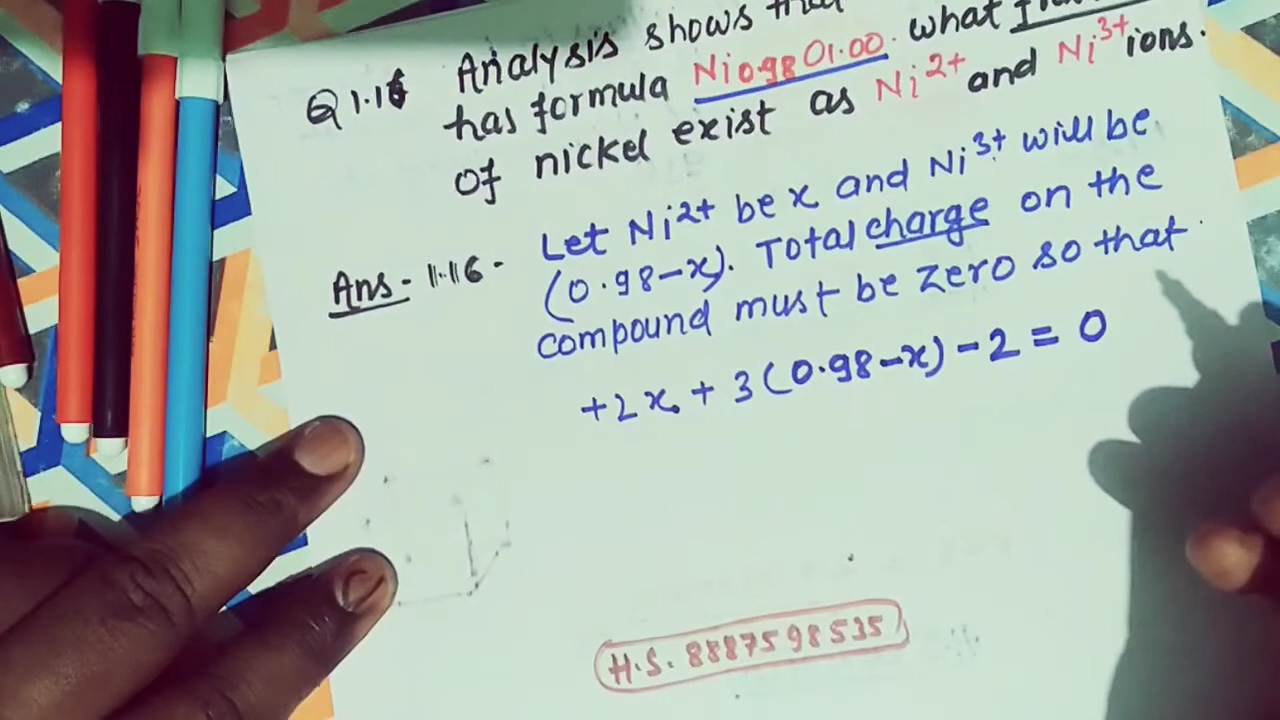 Q1.16 Analysis shows that
has formula Ni0.98O1.00. what
of nickel exist as Ni2+ and Ni3+ ions.
Ans- 1.16- Let Ni2+ be x and Ni3+ will be
(0.98-x). Total charge on the
compound must be zero so that
+2x + 3(0.98-x) - 2 = 0
H.S. 8887598535